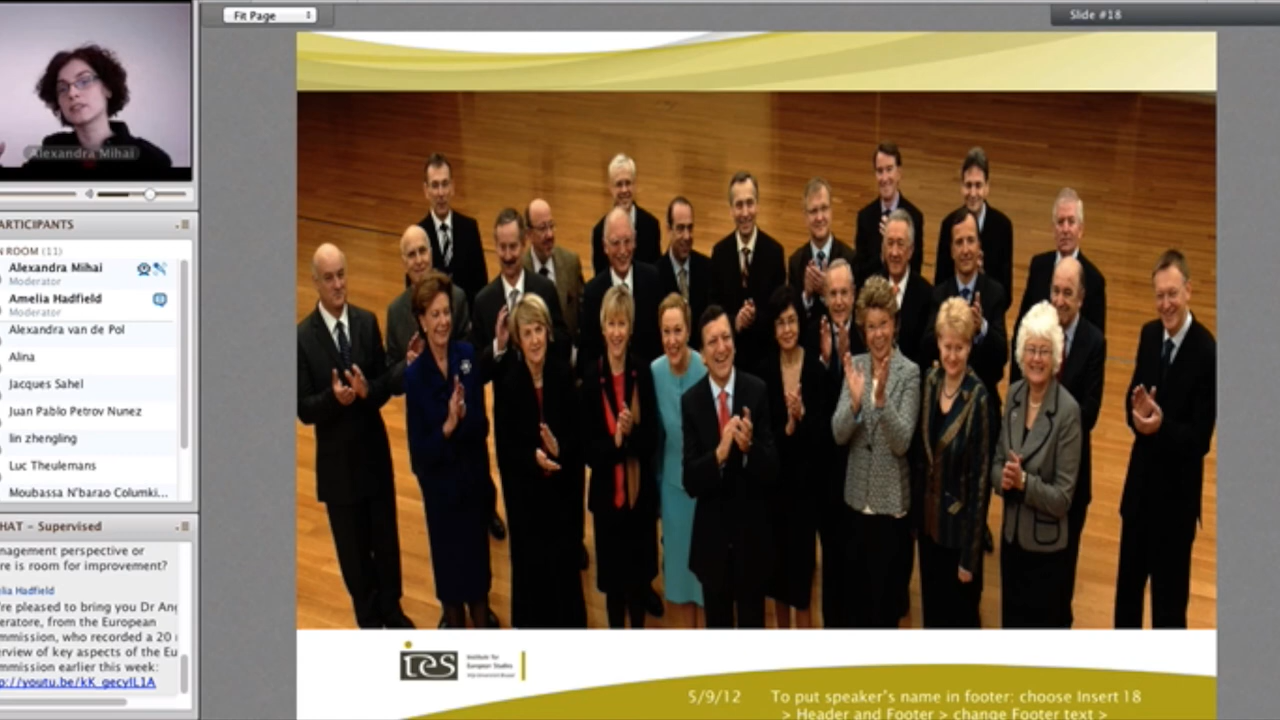 Fit Page
Slide #18
Alexandra Mihai
ARTICIPANTS
N ROOM (11)
Alexandra Mihai
Moderator
Amelia Hadfield
Moderator
Alexandra van de Pol
Alina
Jacques Sahel
Juan Pablo Petrov Nunez
lin zhengling
Luc Theulemans
Moubassa N'barao Columki...
HAT - Supervised
nagement perspective or
re is room for improvement?
lia Hadfield
're pleased to bring you Dr Ang
eratore, from the European
mmission, who recorded a 20 
erview of key aspects of the Eu
mmission earlier this week:
p://youtu.be/kK_gecyIL1A
ies
Institute for
European Studies
5/9/12 To put speaker's name in footer: choose Insert 18
> Header and Footer > change Footer text >